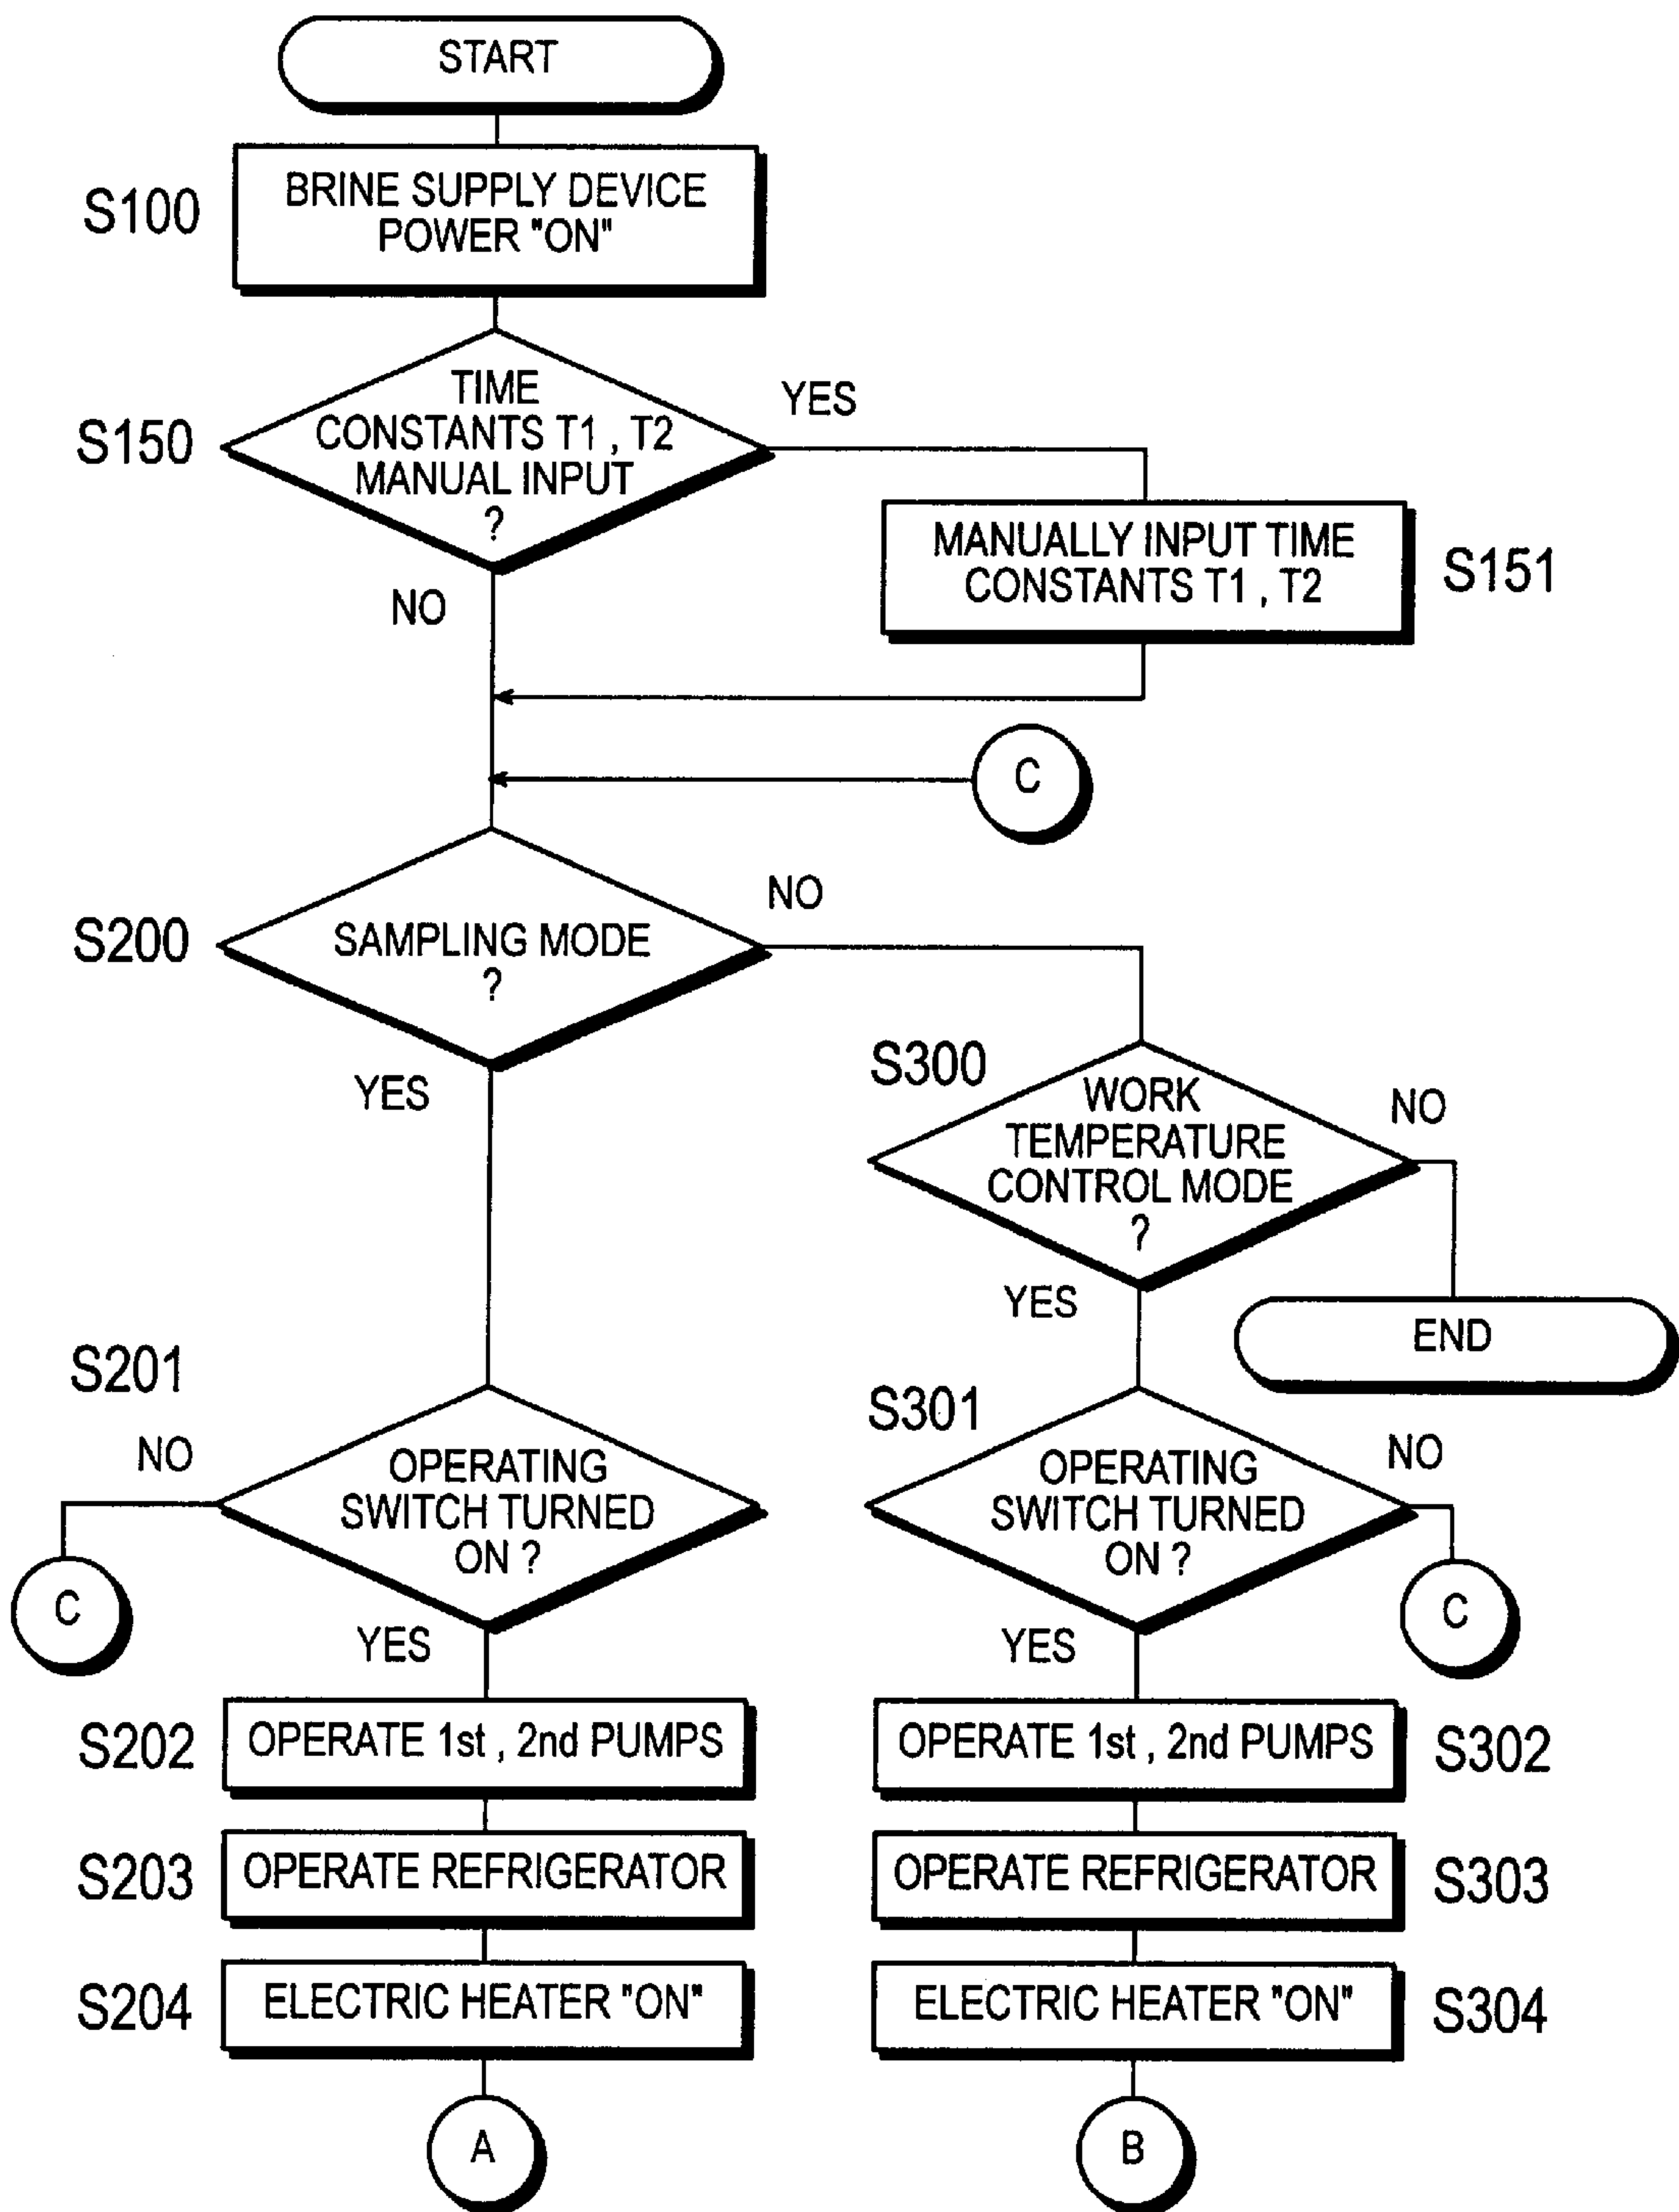 START
S100
BRINE SUPPLY DEVICE
POWER "ON"
S150
TIME
CONSTANTS T1 , T2
MANUAL INPUT
?
YES
NO
MANUALLY INPUT TIME
CONSTANTS T1 , T2
S151
C
S200
SAMPLING MODE
?
NO
YES
S300
WORK
TEMPERATURE
CONTROL MODE
?
NO
YES
END
S201
NO
OPERATING
SWITCH TURNED
ON ?
C
YES
S301
OPERATING
SWITCH TURNED
ON ?
NO
C
YES
S202
OPERATE 1st , 2nd PUMPS
OPERATE 1st , 2nd PUMPS
S302
S203
OPERATE REFRIGERATOR
OPERATE REFRIGERATOR
S303
S204
ELECTRIC HEATER "ON"
ELECTRIC HEATER "ON"
S304
A
B